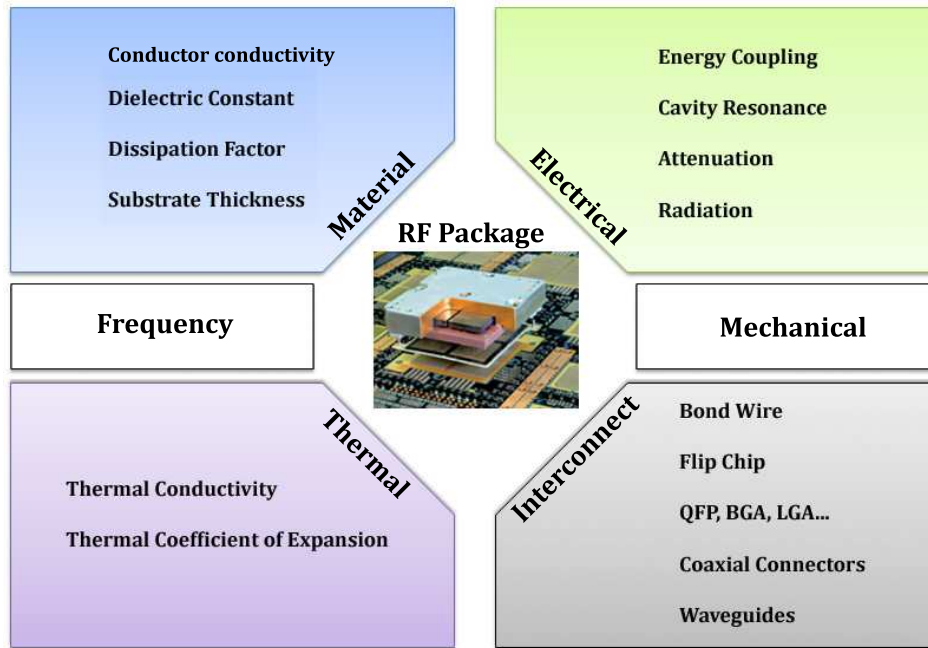 Conductor conductivity
Dielectric Constant
Dissipation Factor
Substrate Thickness
Material
Energy Coupling
Cavity Resonance
Attenuation
Radiation
Electrical
RF Package
Frequency
Mechanical
Thermal
Thermal Conductivity
Thermal Coefficient of Expansion
Interconnect
Bond Wire
Flip Chip
QFP, BGA, LGA...
Coaxial Connectors
Waveguides